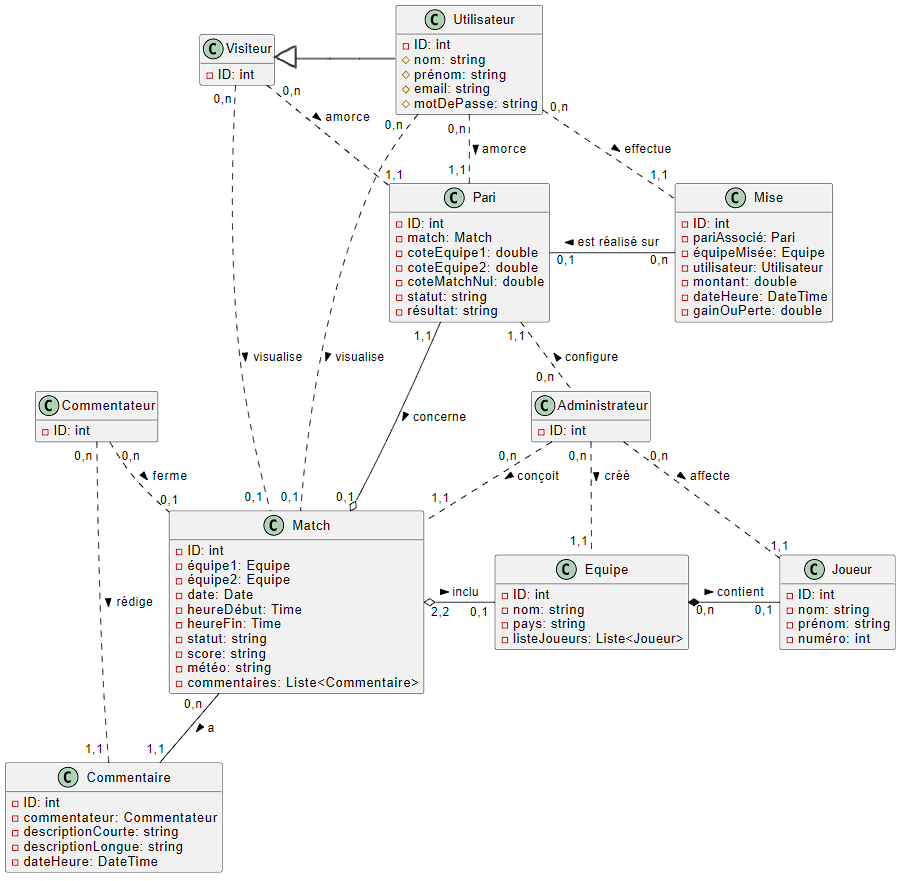 C Utilisateur
ID: int
nom: string
prénom: string
email: string
motDePasse: string
C Visiteur
ID: int
0,n
0,n
amorce
1,1
0,n
0,n
amorce
1,1
0,n
effectue
1,1
C Pari
ID: int
match: Match
coteEquipe1: double
coteEquipe2: double
coteMatchNul: double
statut: string
résultat: string
C Mise
ID: int
pariAssocié: Pari
équipeMisée: Equipe
utilisateur: Utilisateur
montant: double
dateHeure: DateTime
gainOuPerte: double
est réalisé sur
0,1
0,n
1,1
1,1
visualise
visualise
configure
0,n
concerne
C Commentateur
ID: int
C Administrateur
ID: int
0,n
0,n
ferme
0,1
0,n
0,n
0,n
conçoit
créé
affecte
0,1
0,1
0,1
1,1
1,1
1,1
C Match
ID: int
équipe1: Equipe
équipe2: Equipe
date: Date
heureDébut: Time
heureFin: Time
statut: string
score: string
météo: string
commentaires: Liste<Commentaire>
inclu
2,2
0,1
C Equipe
ID: int
nom: string
pays: string
listeJoueurs: Liste<Joueur>
contient
0,n
0,1
C Joueur
ID: int
nom: string
prénom: string
numéro: int
rédige
0,n
a
1,1
1,1
C Commentaire
ID: int
commentateur: Commentateur
descriptionCourte: string
descriptionLongue: string
dateHeure: DateTime